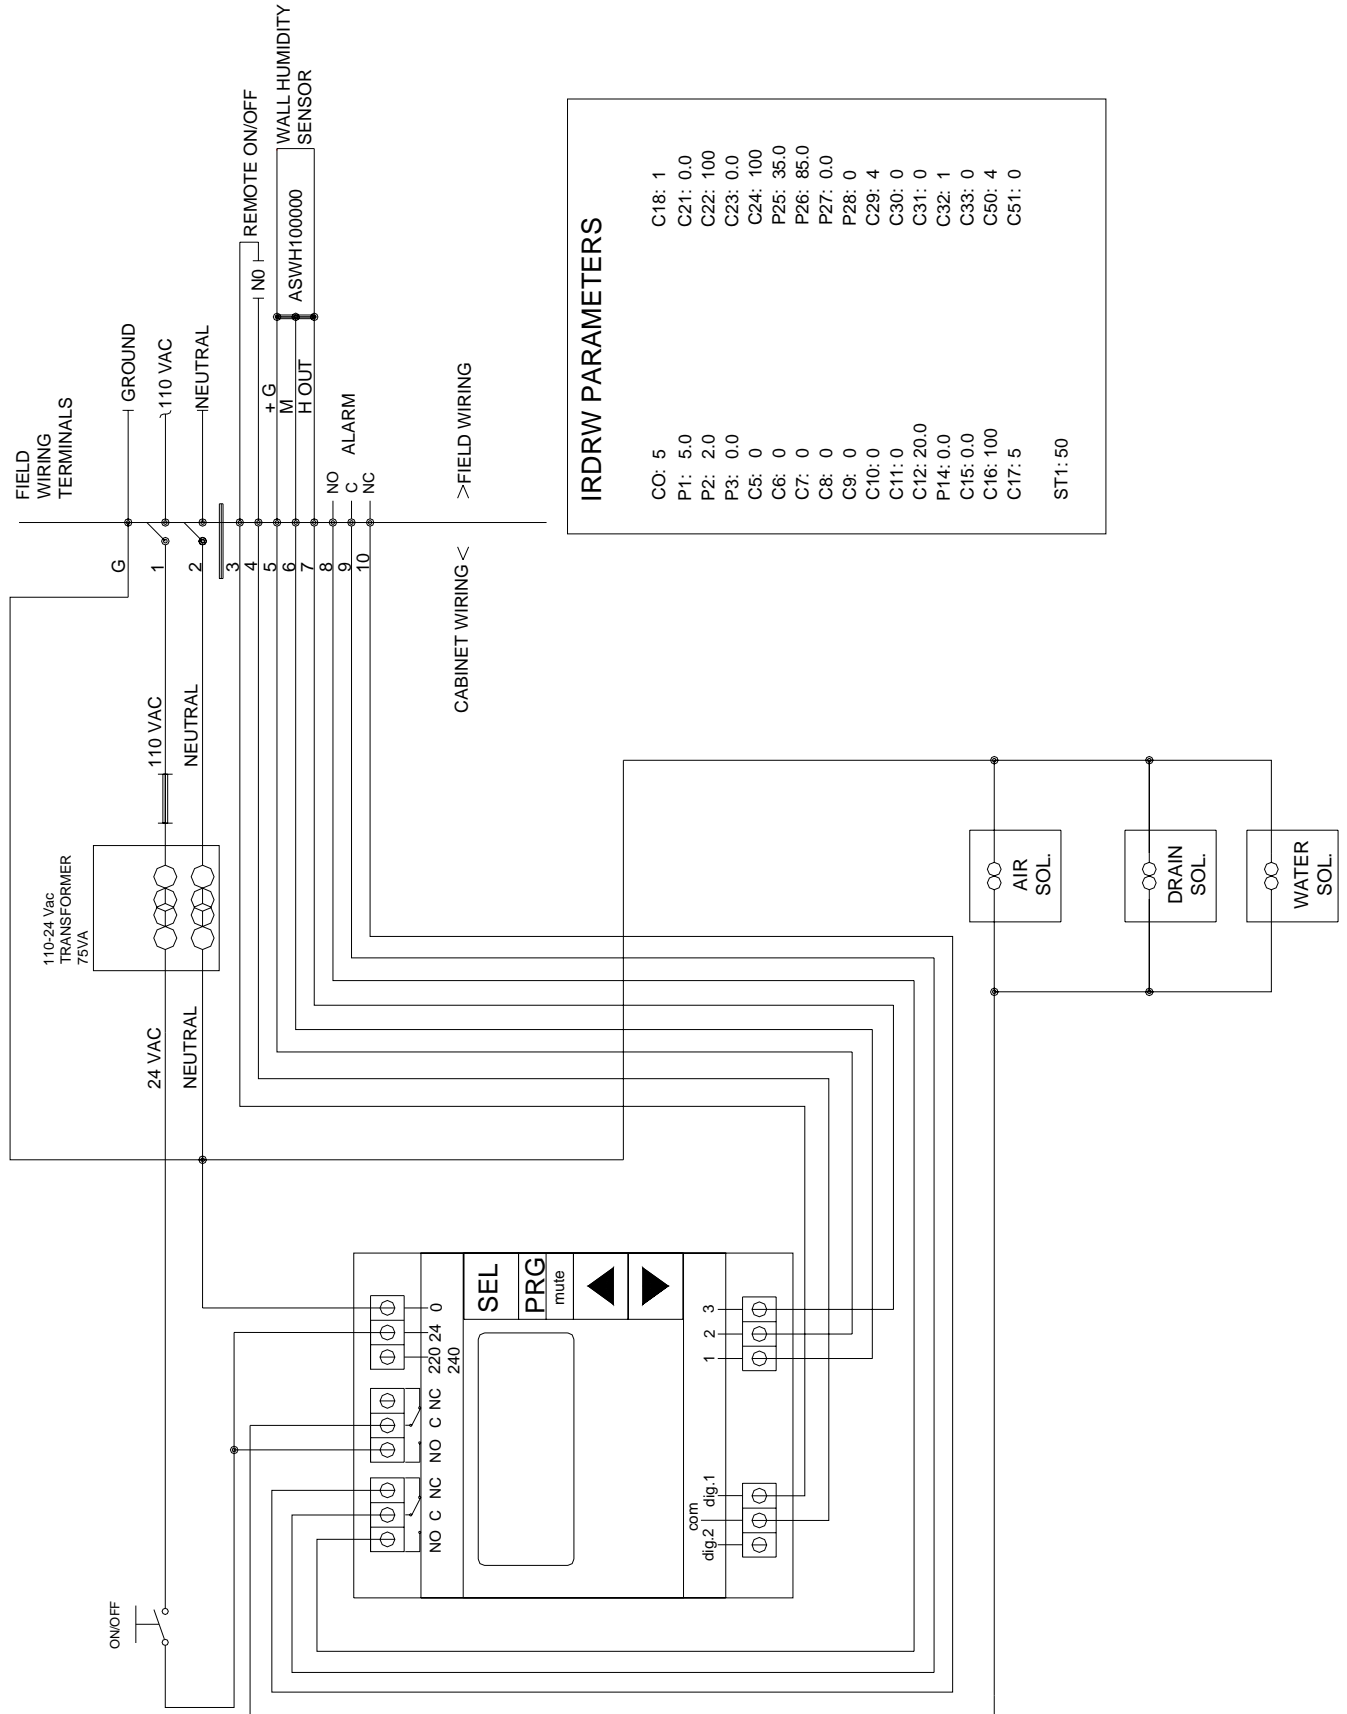 FIELD
WIRING
TERMINALS
GROUND
110 VAC
NEUTRAL
REMOTE ON/OFF
N0
WALL HUMIDITY
SENSOR
ASWH100000
+ G
M
H OUT
ALARM
NO
C
NC
>FIELD WIRING
CABINET WIRING <
G
1
2
3
4
5
6
7
8
9
10
110 VAC
NEUTRAL
110-24 Vac
TRANSFORMER
75VA
24 VAC
NEUTRAL
ON/OFF
NO C NC
NO C NC
220 24 0
240
SEL
PRG
mute
dig.2
com
dig.1
1 2 3
AIR
SOL.
DRAIN
SOL.
WATER
SOL.
IRDRW PARAMETERS
CO: 5
P1: 5.0
P2: 2.0
P3: 0.0
C5: 0
C6: 0
C7: 0
C8: 0
C9: 0
C10: 0
C11: 0
C12: 20.0
P14: 0.0
C15: 0.0
C16: 100
C17: 5
ST1: 50
C18: 1
C21: 0.0
C22: 100
C23: 0.0
C24: 100
P25: 35.0
P26: 85.0
P27: 0.0
P28: 0
C29: 4
C30: 0
C31: 0
C32: 1
C33: 0
C50: 4
C51: 0